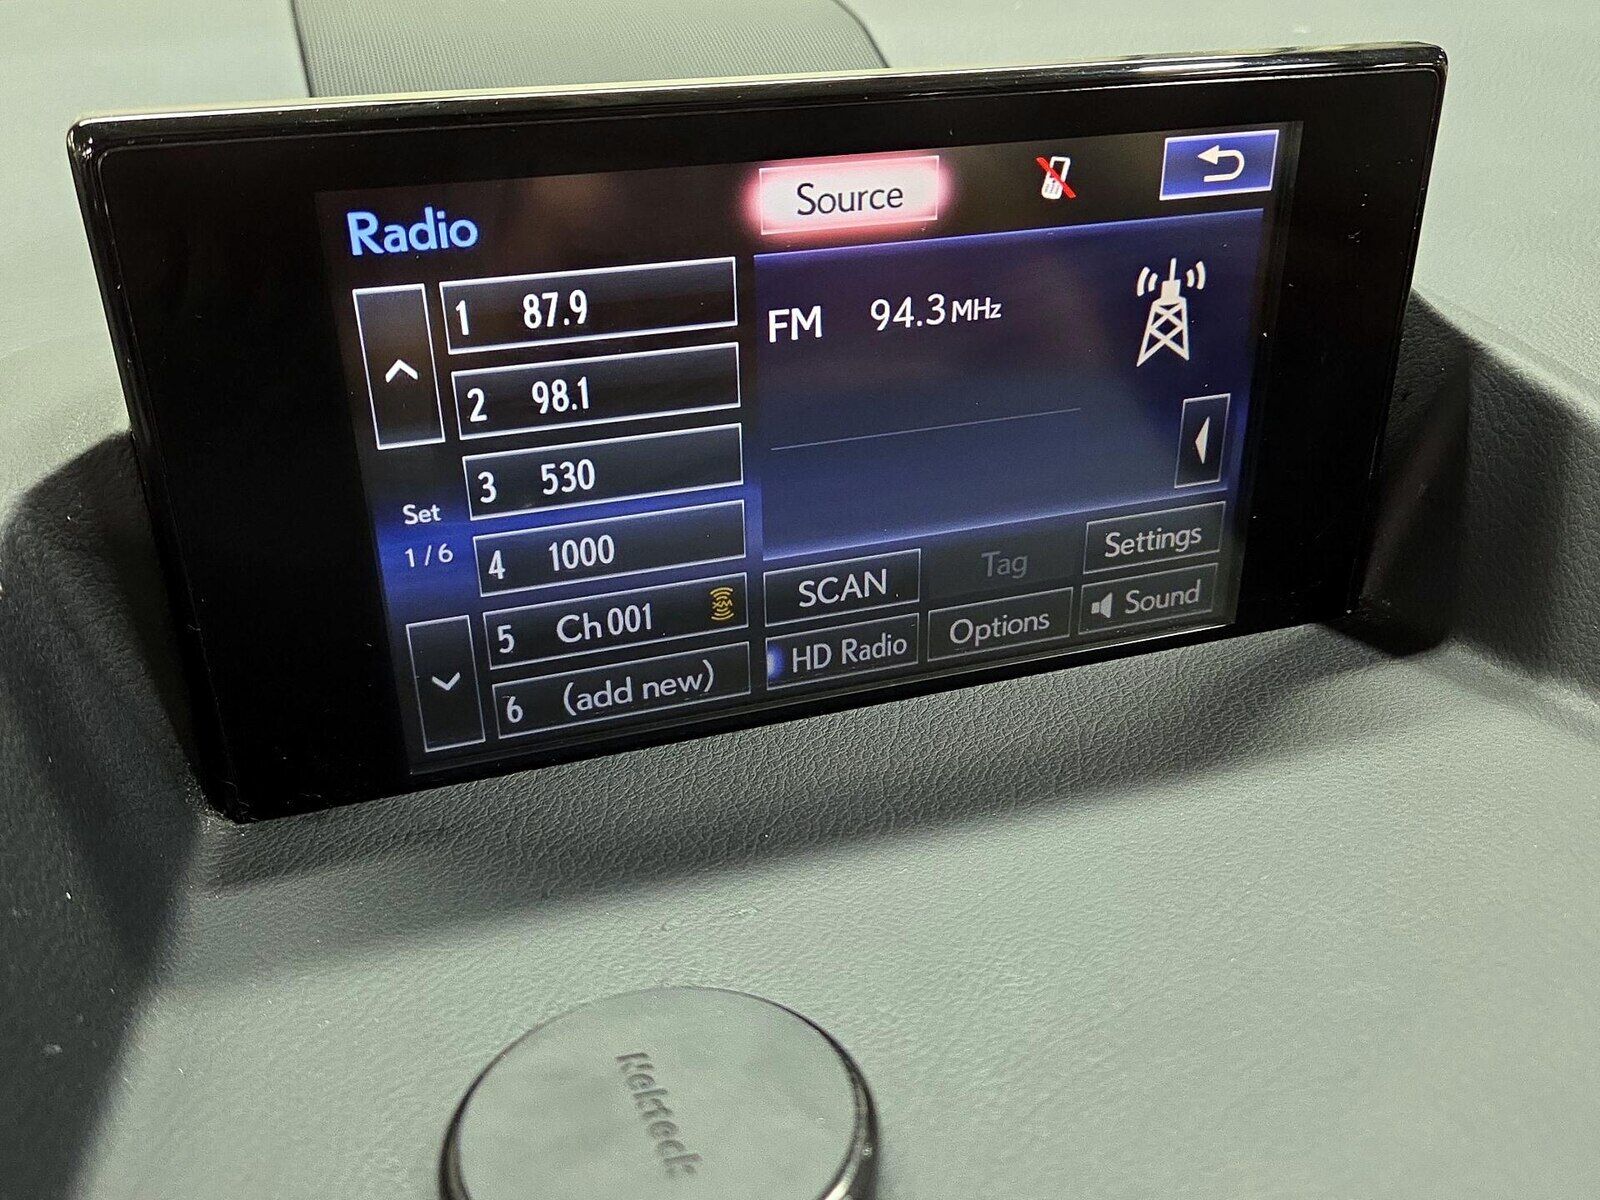 Radio
Source
1 87.9
2 98.1
3 530
4 1000
5 Ch 001
XM
6 (add new)
Set
1/6
FM 94.3 MHz
SCAN
Tag
Settings
HD Radio
Options
Sound